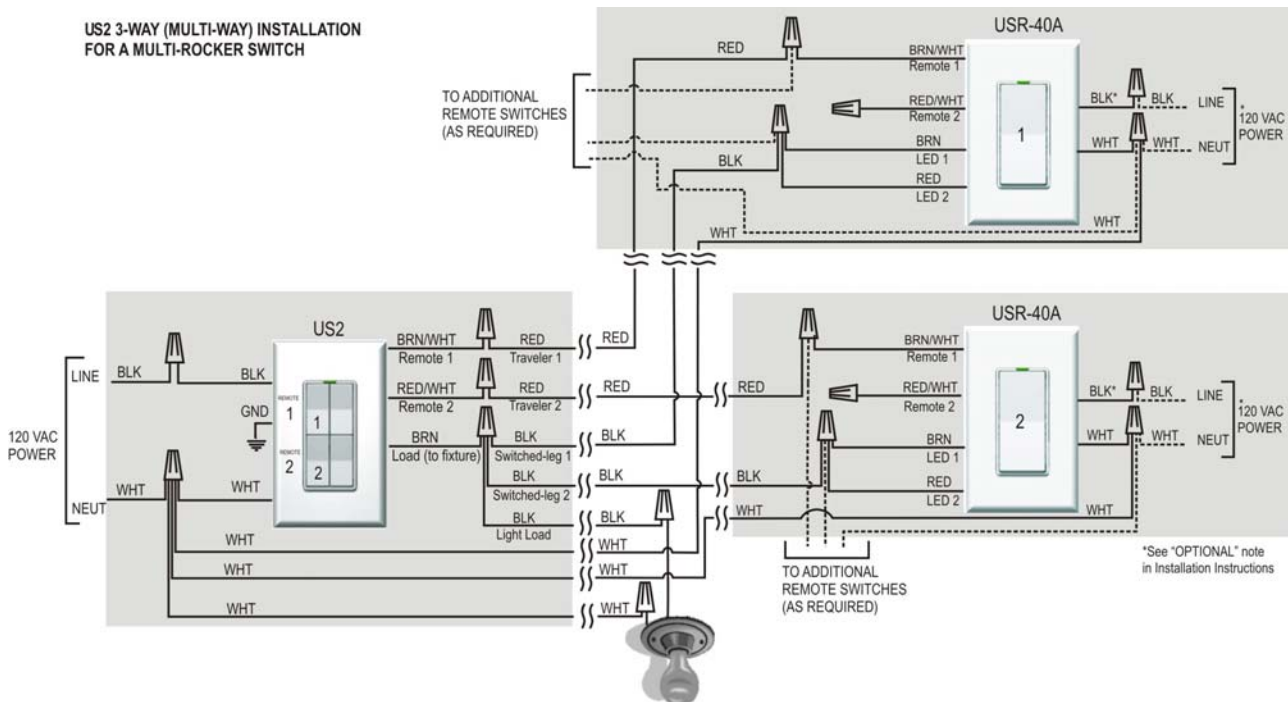 US2 3-WAY (MULTI-WAY) INSTALLATION
FOR A MULTI-ROCKER SWITCH
USR-40A
RED
BRN/WHT
Remote 1
TO ADDITIONAL
REMOTE SWITCHES
(AS REQUIRED)
RED/WHT
Remote 2
BLK*
BLK
LINE
*
120 VAC
POWER
1
BRN
LED 1
WHT
WHT
NEUT
BLK
RED
LED 2
WHT
WHT
US2
USR-40A
BRN/WHT
Remote 1
RED
Traveler 1
RED
BRN/WHT
Remote 1
LINE
BLK
BLK
RED/WHT
Remote 2
RED
Traveler 2
RED
RED
RED/WHT
Remote 2
BLK*
BLK
LINE
*
120 VAC
POWER
GND
REMOTE
1
1
120 VAC
POWER
BRN
Load (to fixture)
BLK
Switched-leg 1
BLK
2
BRN
LED 1
WHT
WHT
NEUT
REMOTE
2
2
BLK
Switched-leg 2
BLK
BLK
RED
LED 2
NEUT
WHT
WHT
BLK
Light Load
BLK
WHT
WHT
WHT
WHT
WHT
WHT
WHT
WHT
TO ADDITIONAL
REMOTE SWITCHES
(AS REQUIRED)
*See "OPTIONAL" note
in Installation Instructions